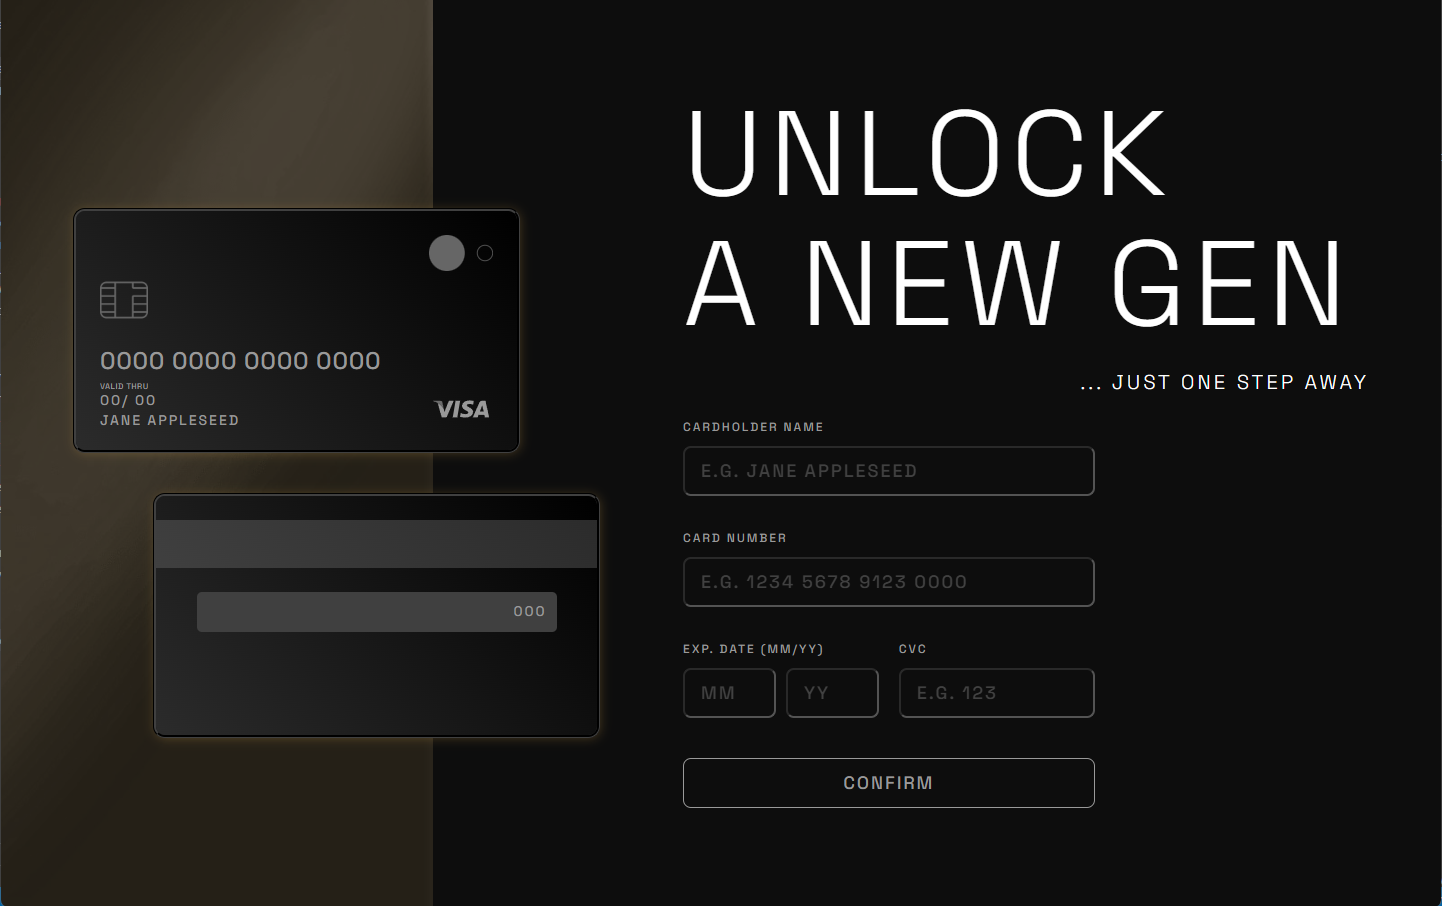 UNLOCK
A NEW GEN
... JUST ONE STEP AWAY
0000 0000 0000 0000
VALID THRU
00/ 00
JANE APPLESEED
VISA
000
CARDHOLDER NAME
E.G. JANE APPLESEED
CARD NUMBER
E.G. 1234 5678 9123 0000
EXP. DATE (MM/YY)
CVC
MM
YY
E.G. 123
CONFIRM